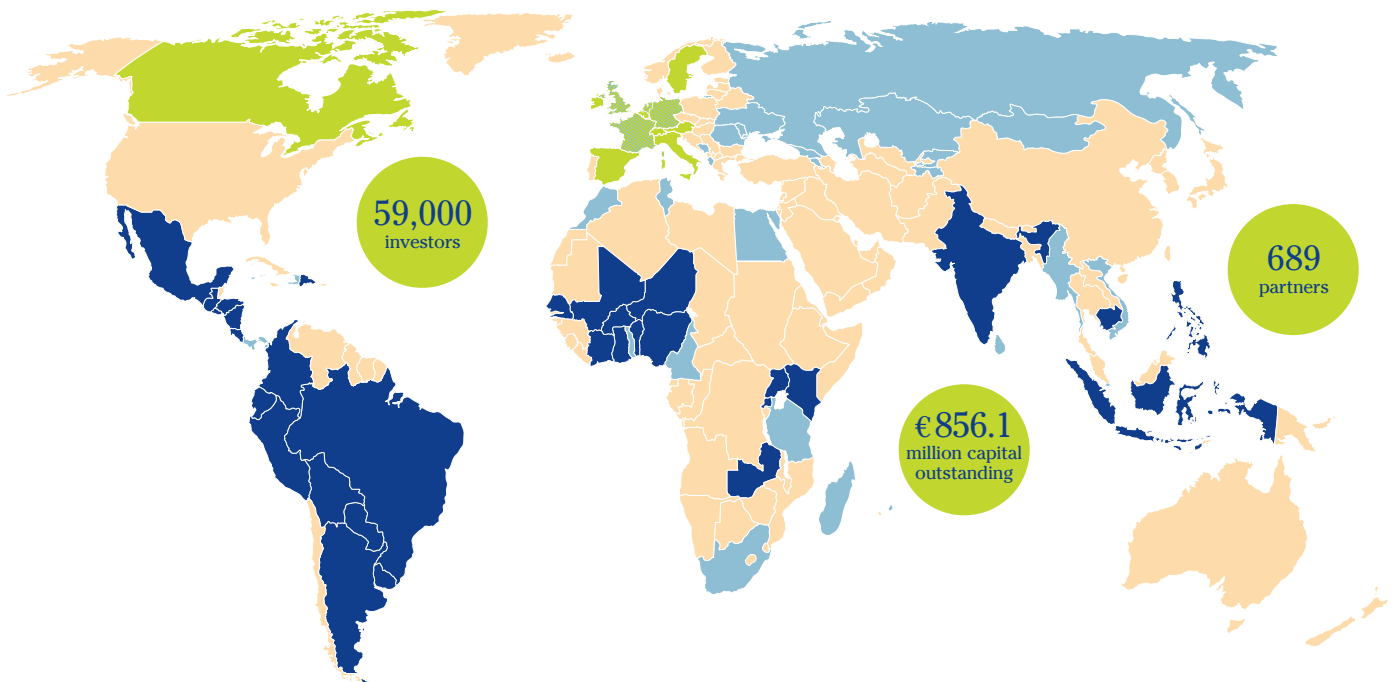 59,000
investors
689
partners
€ 856.1
million capital
outstanding